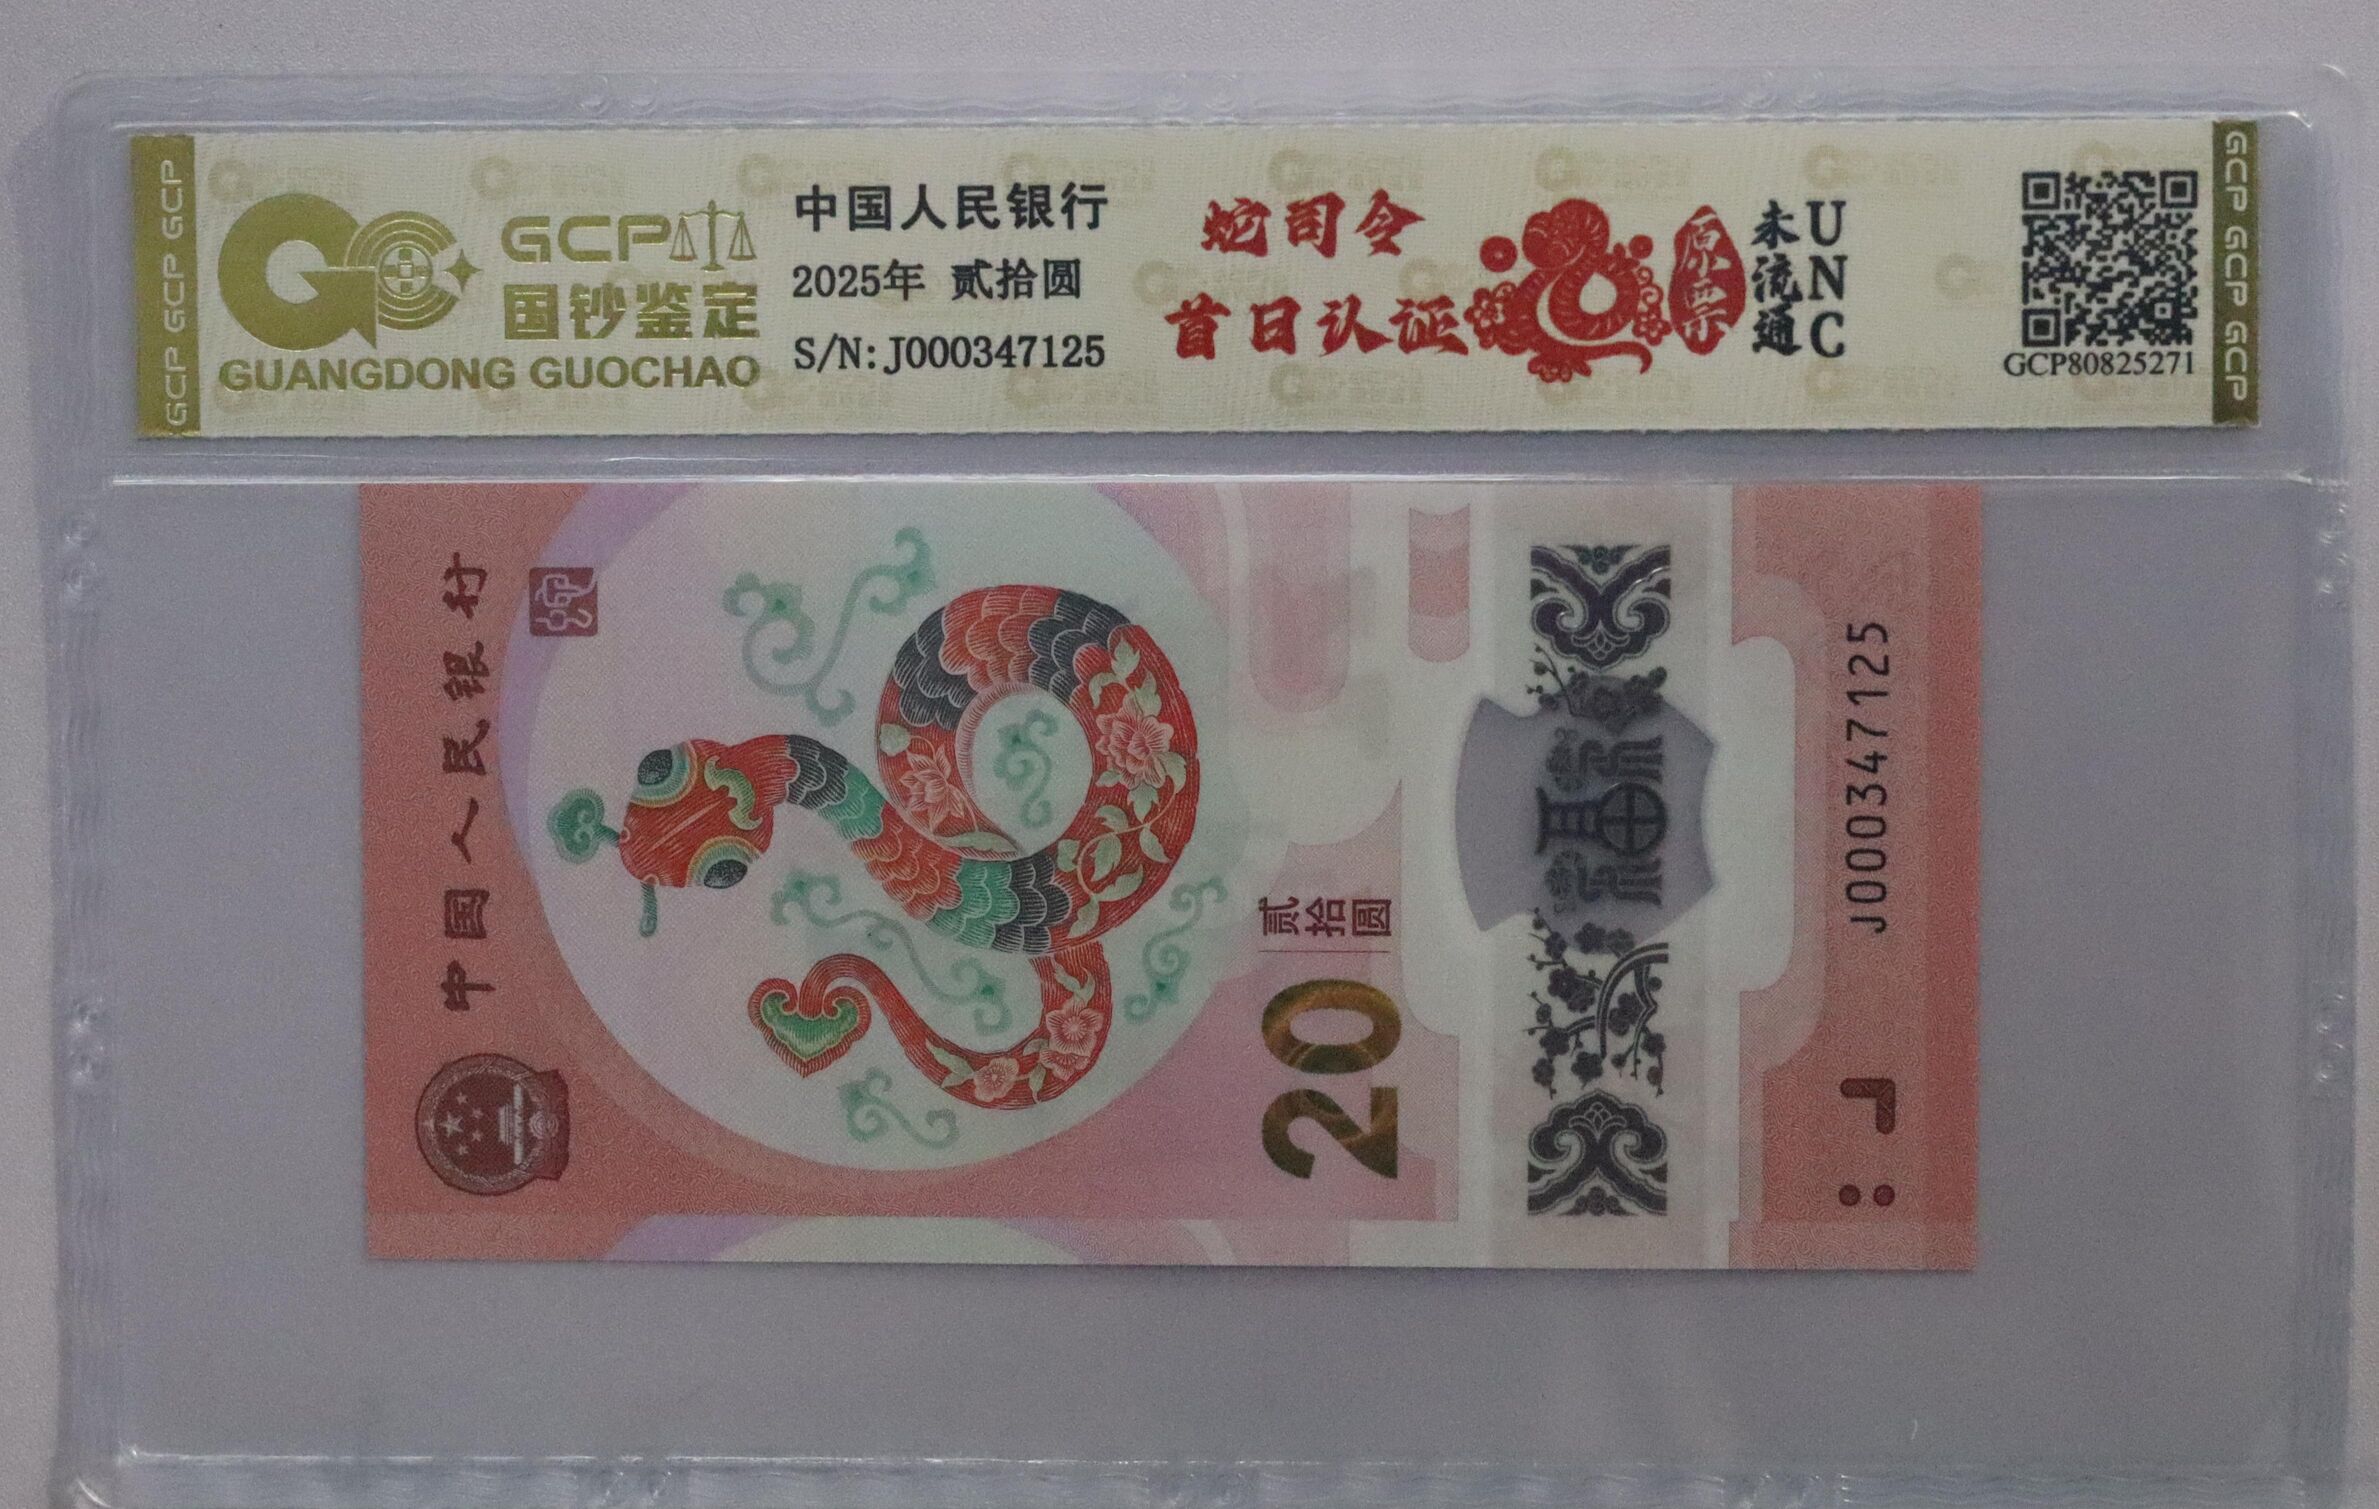 GCP GCP GCP
GCP
国钞鉴定
GUANGDONG GUOCHAO
中国人民银行
2025年 贰拾圆
S/N:J000347125
蛇司令
首日认证
原票
未流通
UNC
GCP80825271
GCP GCP GCP
中国人民银行
贰拾圆
20
福
J000347125